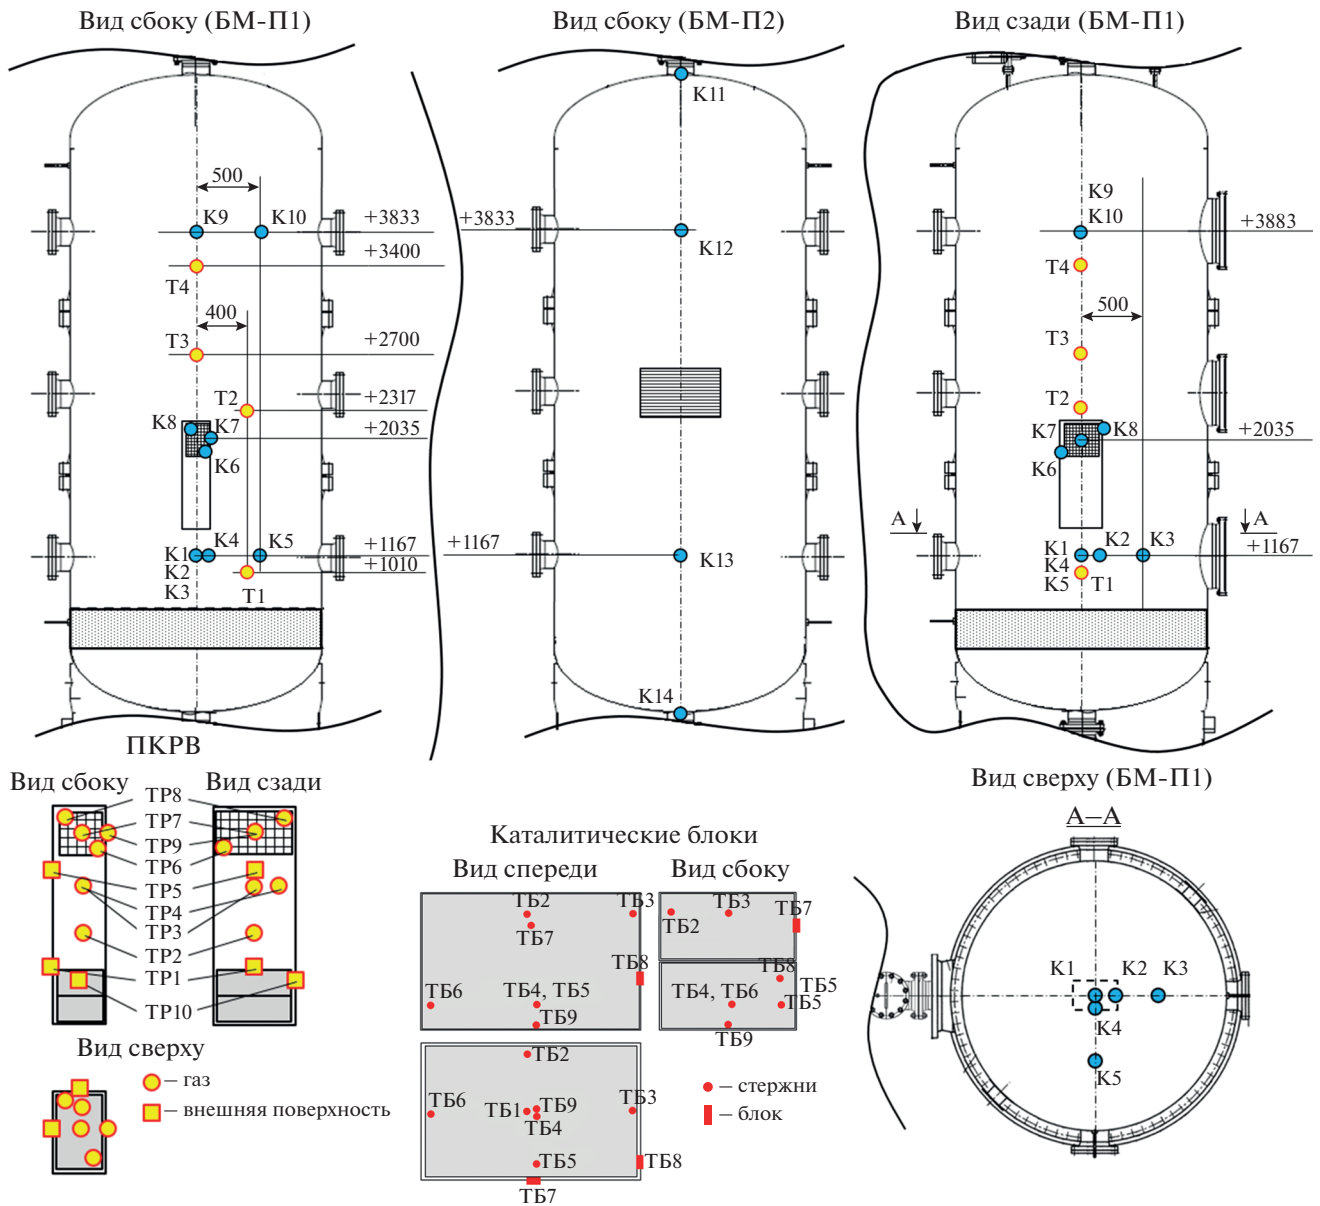 Вид сбоку (БМ-П1)
Вид сбоку (БМ-П2)
Вид сзади (БМ-П1)
500
К9
К10
+3833
+3400
Т4
400
Т3
+2700
Т2
+2317
К8
К7
+2035
К6
К1
К4
К5
+1167
К2
+1010
К3
Т1
К11
+3833
К12
+1167
К13
К14
К9
К10
+3883
Т4
500
Т3
Т2
К7
К8
+2035
К6
А
А
К1
К2
К3
+1167
К4
К5
Т1
ПКРВ
Вид сбоку
Вид сзади
ТР8
ТР7
ТР9
ТР6
ТР5
ТР4
ТР3
ТР2
ТР1
ТР10
Вид сверху
– газ
– внешняя поверхность
Каталитические блоки
Вид спереди
Вид сбоку
ТБ2
ТБ3
ТБ7
ТБ8
ТБ6
ТБ4, ТБ5
ТБ9
ТБ3
ТБ2
ТБ7
ТБ8
ТБ5
ТБ4, ТБ6
ТБ5
ТБ9
ТБ2
ТБ6
ТБ1
ТБ9
ТБ3
ТБ4
ТБ5
ТБ8
ТБ7
– стержни
– блок
Вид сверху (БМ-П1)
А–А
К1
К2
К3
К4
К5